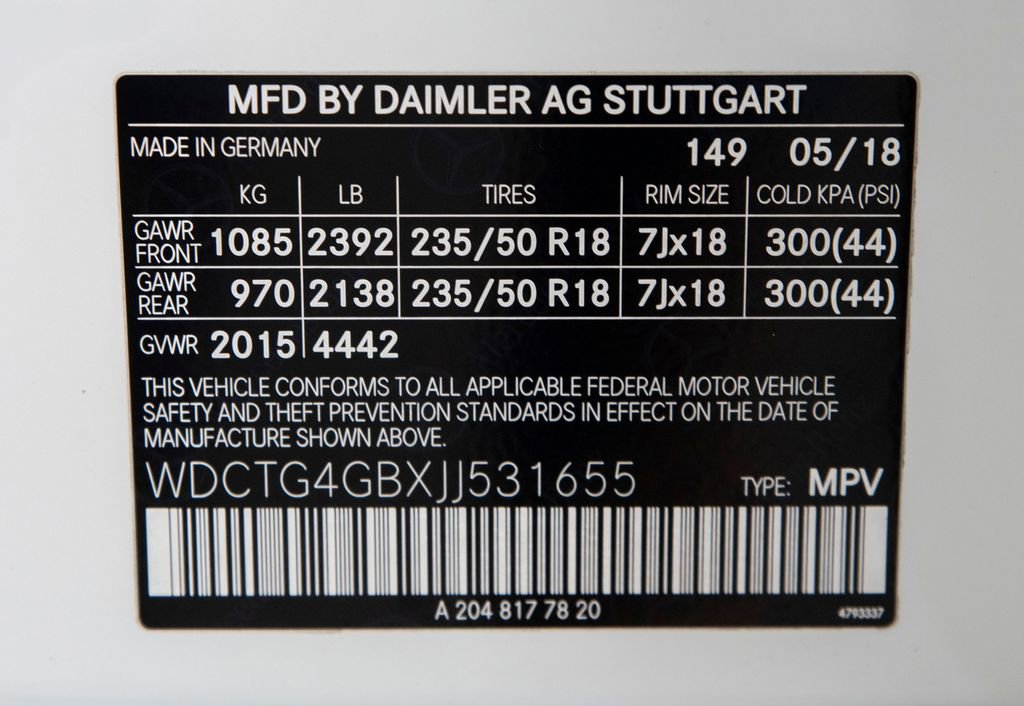 MFD BY DAIMLER AG STUTTGART
MADE IN GERMANY 149 05/18
KG LB TIRES RIM SIZE COLD KPA (PSI)
GAWR FRONT 1085 2392 235/50 R18 7Jx18 300(44)
GAWR REAR 970 2138 235/50 R18 7Jx18 300(44)
GVWR 2015 4442
THIS VEHICLE CONFORMS TO ALL APPLICABLE FEDERAL MOTOR VEHICLE
SAFETY AND THEFT PREVENTION STANDARDS IN EFFECT ON THE DATE OF
MANUFACTURE SHOWN ABOVE.
WDCTG4GBXJJ531655 TYPE: MPV
A 204 817 78 20 4793337